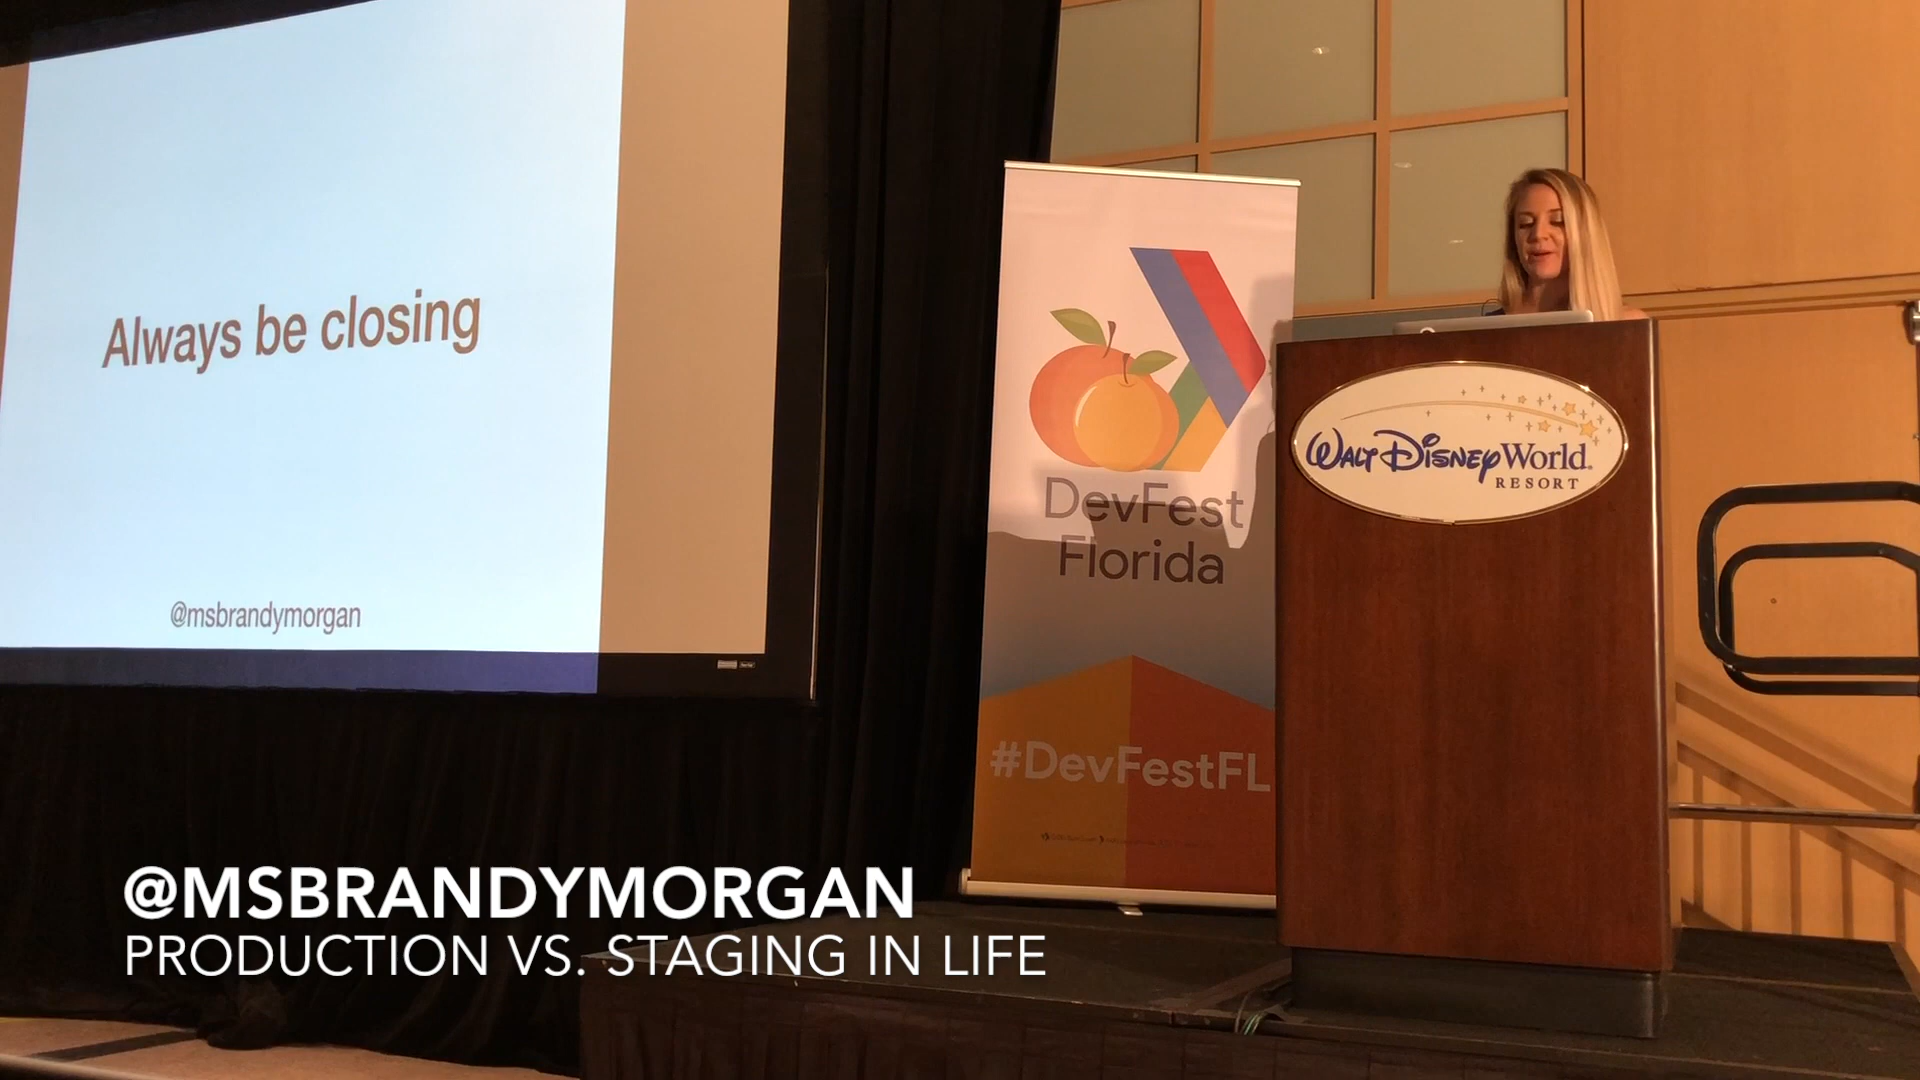 Always be closing
@msbrandymorgan
DevFest
Florida
#DevFestFL
WALT DISNEY World
RESORT
@MSBRANDYMORGAN
PRODUCTION VS. STAGING IN LIFE